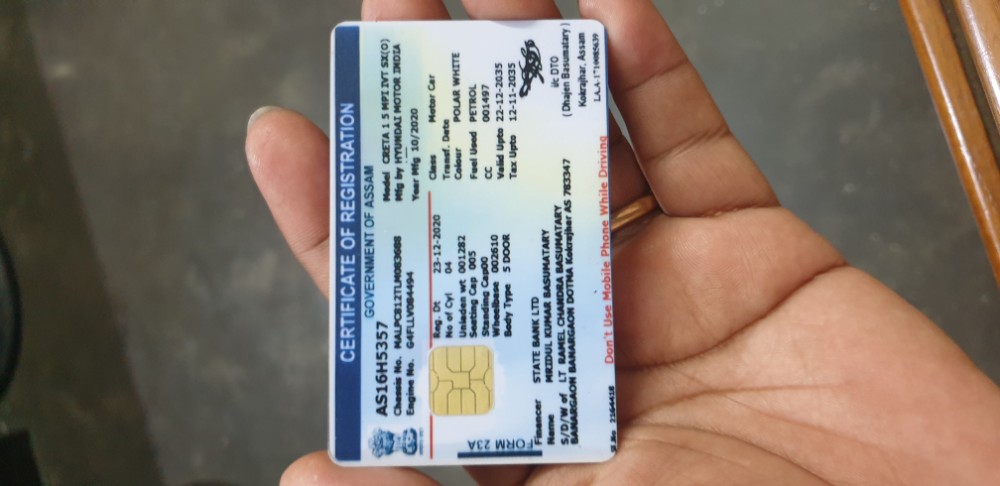 CERTIFICATE OF REGISTRATION
GOVERNMENT OF ASSAM
AS16H5357
Model CRETA 1 5 MPI IVT SX(O)
Chassis No. MALPC812TLM083688
Mfg by HYUNDAI MOTOR INDIA
Engine No. G4FLLV084494
Year Mfg 10/2020
Reg. Dt 23-12-2020
Class Motor Car
No of Cyl 04
Transf. Date
Unladen wt 001282
Colour POLAR WHITE
Seating Cap 005
Fuel Used PETROL
Standing Cap00
CC 001497
Wheelbase 002610
Valid Upto 22-12-2035
Body Type 5 DOOR
Tax Upto 12-11-2035
FORM 23A
Financer STATE BANK LTD
Name MRIDUL KUMAR BASUMATARY
S/D/W of LT RAMEL CHANDRA BASUMATARY
BANARGAON BANARGAON DOTMA Kokrajhar AS 783347
i/c DTO
(Dhajen Basumatary)
Kokrajhar, Assam
Don't Use Mobile Phone While Driving